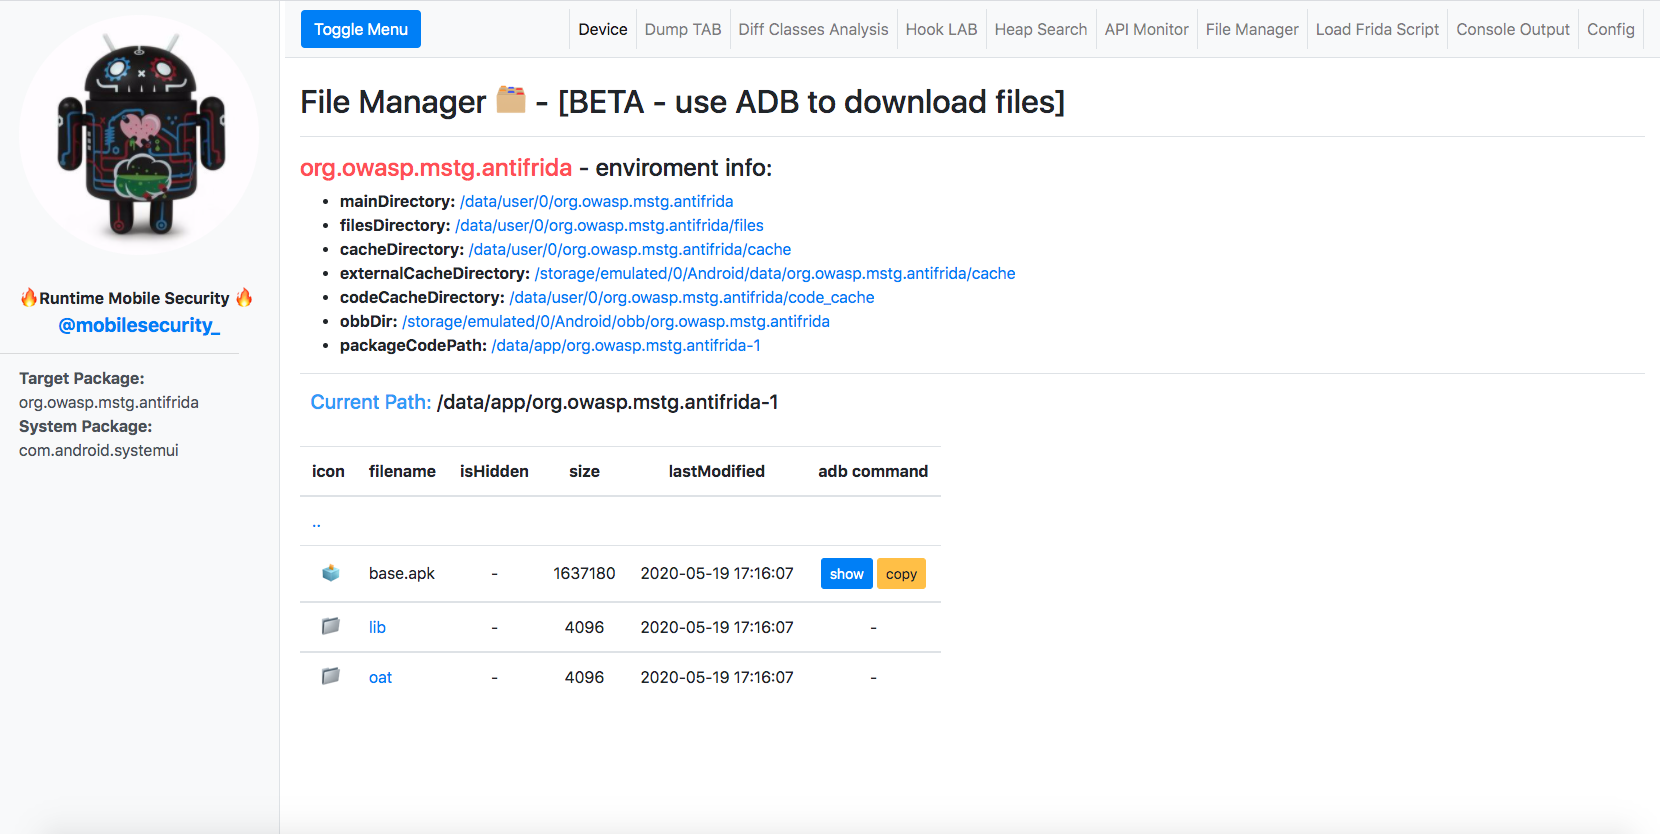 Toggle Menu
Device Dump TAB Diff Classes Analysis Hook LAB Heap Search API Monitor File Manager Load Frida Script Console Output Config
🔥Runtime Mobile Security 🔥
@mobilesecurity_
Target Package:
org.owasp.mstg.antifrida
System Package:
com.android.systemui
File Manager 🗂️ - [BETA - use ADB to download files]
org.owasp.mstg.antifrida - enviroment info:
• mainDirectory: /data/user/0/org.owasp.mstg.antifrida
• filesDirectory: /data/user/0/org.owasp.mstg.antifrida/files
• cacheDirectory: /data/user/0/org.owasp.mstg.antifrida/cache
• externalCacheDirectory: /storage/emulated/0/Android/data/org.owasp.mstg.antifrida/cache
• codeCacheDirectory: /data/user/0/org.owasp.mstg.antifrida/code_cache
• obbDir: /storage/emulated/0/Android/obb/org.owasp.mstg.antifrida
• packageCodePath: /data/app/org.owasp.mstg.antifrida-1
Current Path: /data/app/org.owasp.mstg.antifrida-1
icon filename isHidden size lastModified adb command
..
base.apk - 1637180 2020-05-19 17:16:07 show copy
lib - 4096 2020-05-19 17:16:07 -
oat - 4096 2020-05-19 17:16:07 -